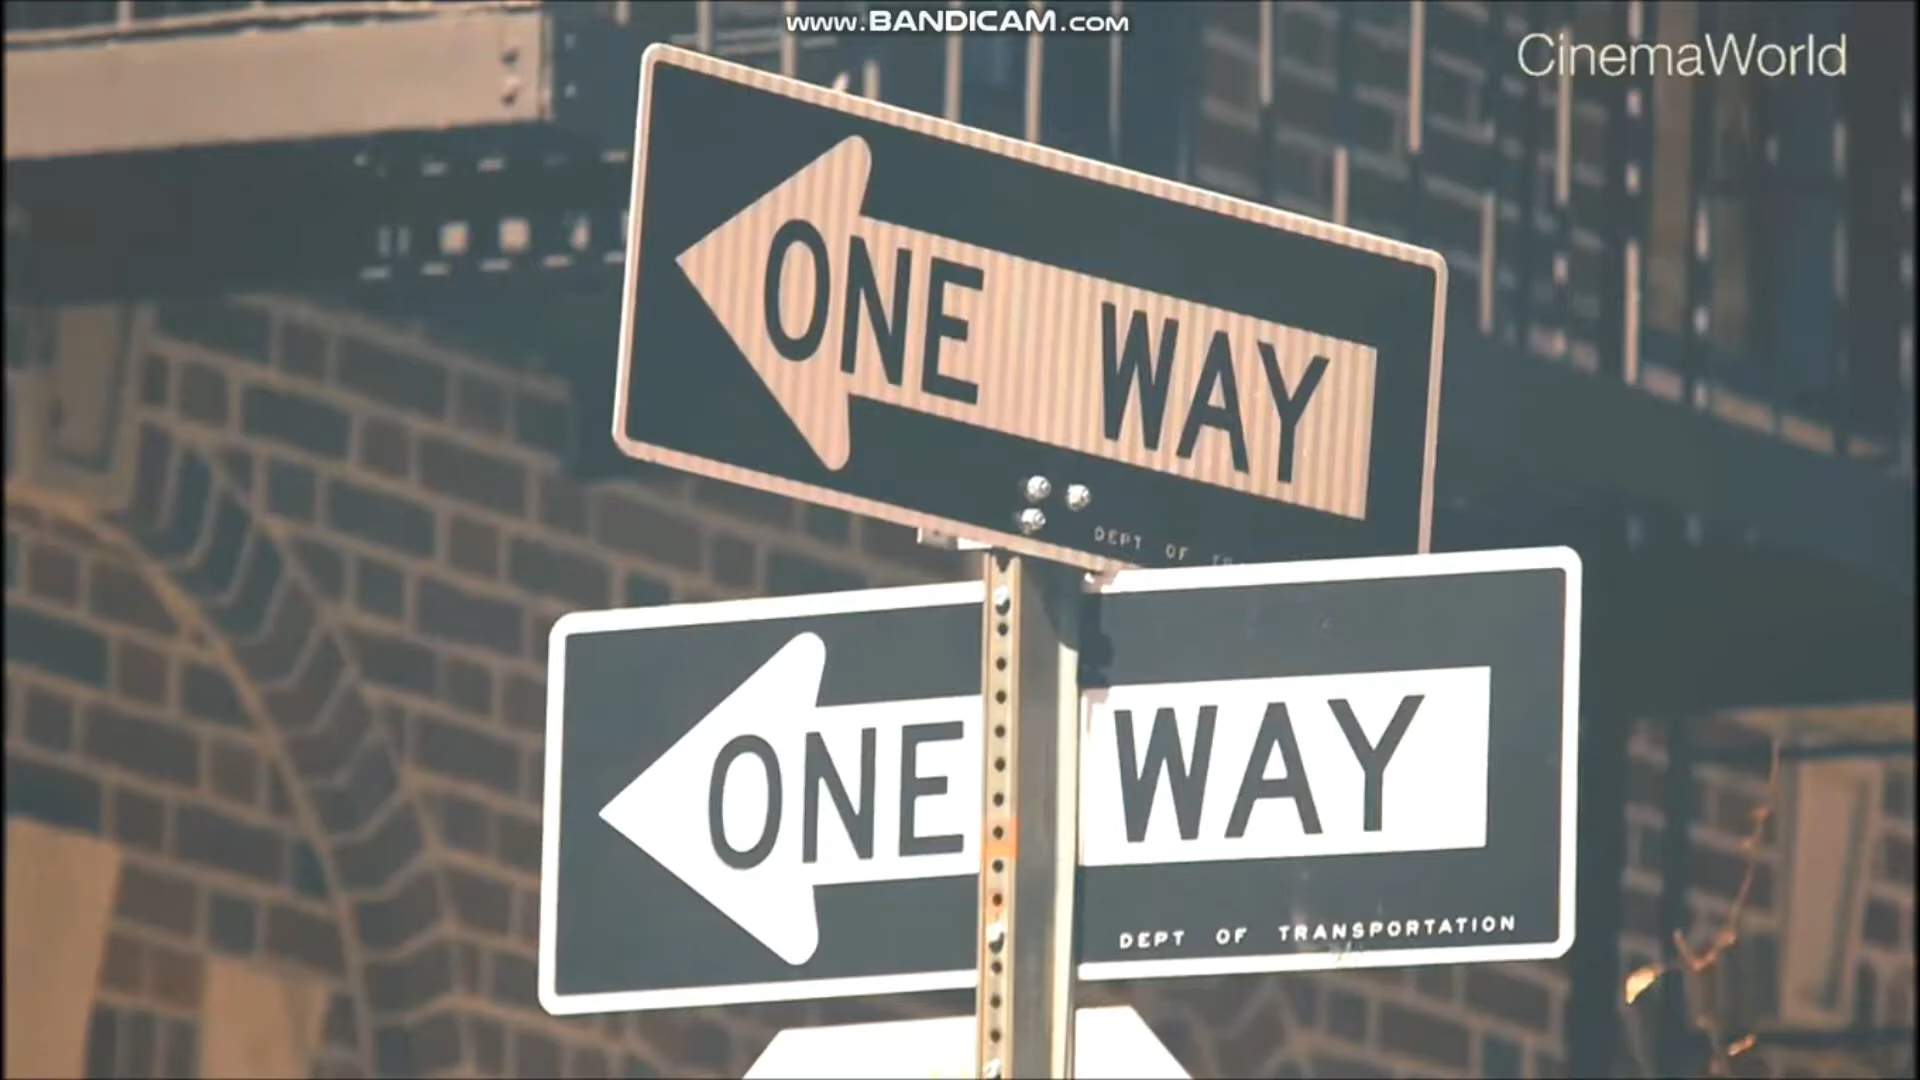 www.BANDICAM.com
CinemaWorld
ONE WAY
DEPT OF
ONE WAY
DEPT OF TRANSPORTATION